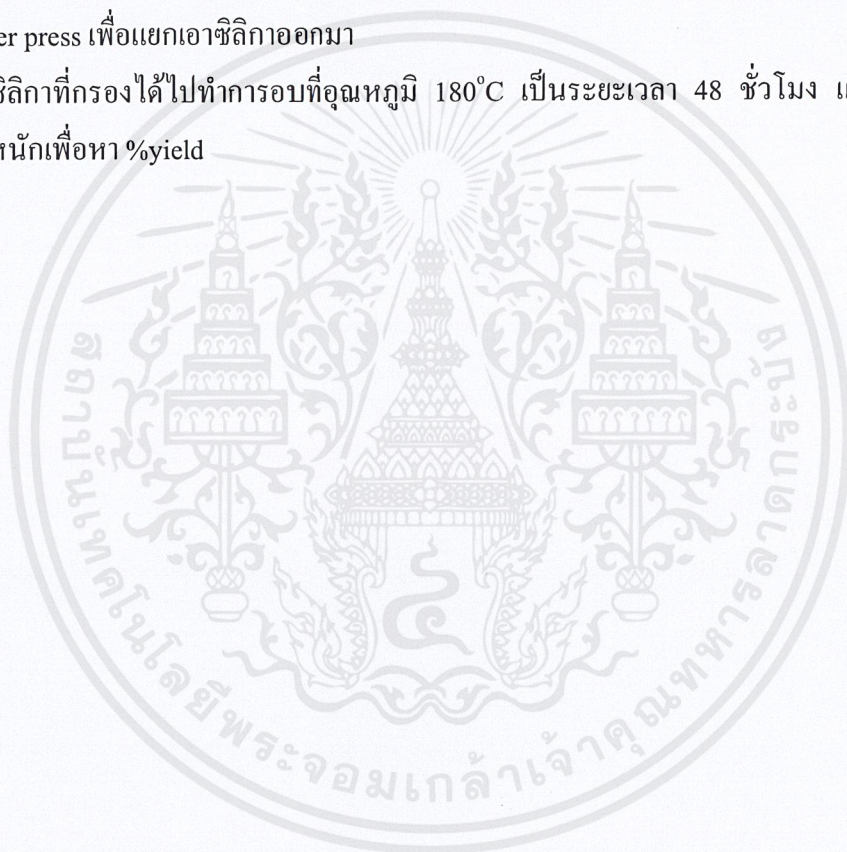 er press เพื่อแยกเอาซิลิกาออกมา
ซิลิกาที่กรองได้ไปทำการอบที่อุณหภูมิ 180°C เป็นระยะเวลา 48 ชั่วโมง แ
หนักเพื่อหา %yield
สถาบันเทคโนโลยีพระจอมเกล้าเจ้าคุณทหารลาดกระบัง